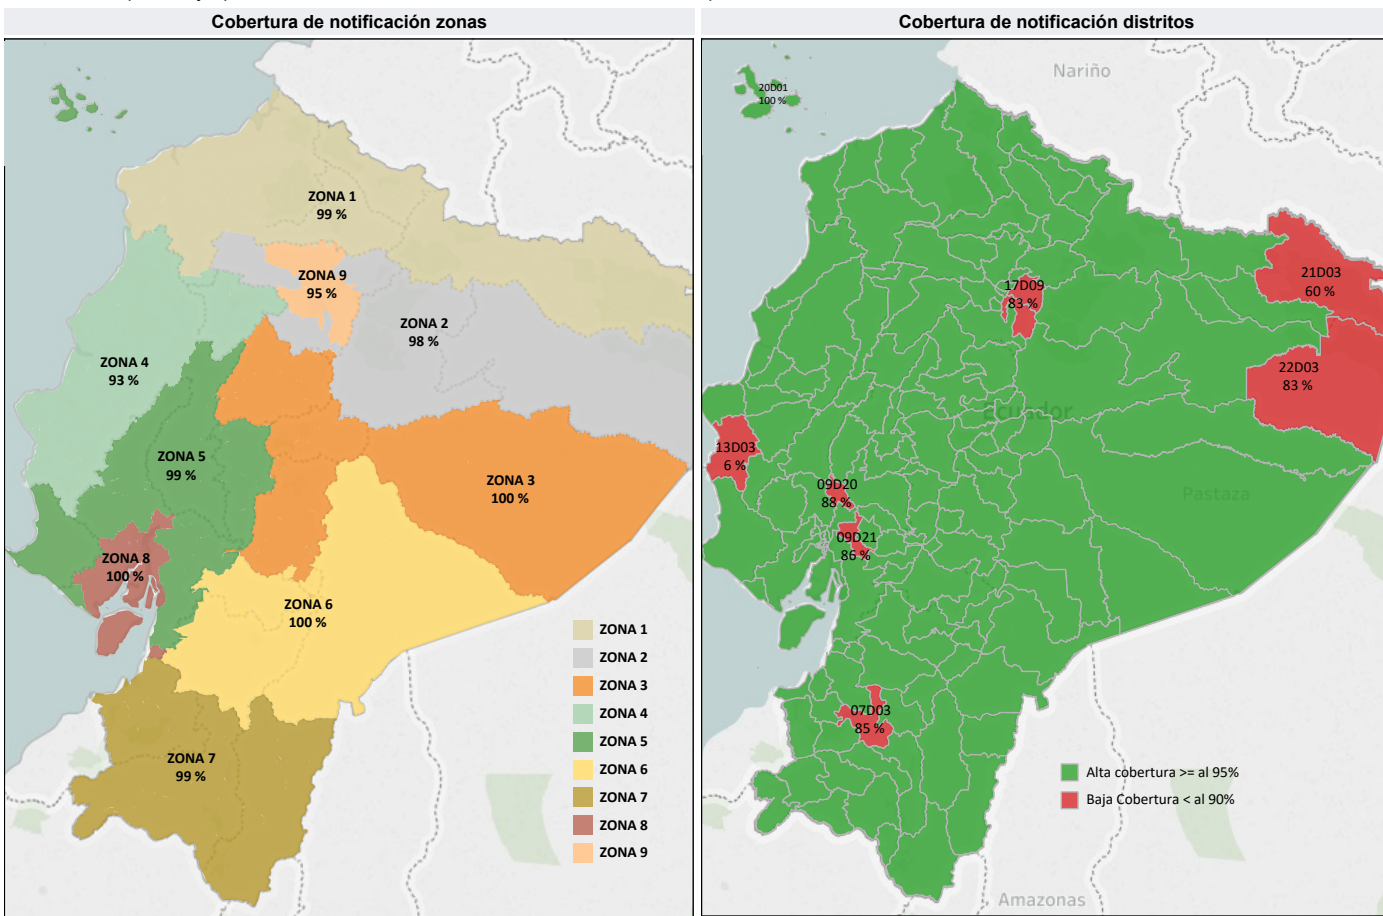 Cobertura de notificación zonas
ZONA 1
99 %
ZONA 9
95 %
ZONA 2
98 %
ZONA 4
93 %
ZONA 5
99 %
ZONA 3
100 %
ZONA 8
100 %
ZONA 6
100 %
ZONA 7
99 %
ZONA 1
ZONA 2
ZONA 3
ZONA 4
ZONA 5
ZONA 6
ZONA 7
ZONA 8
ZONA 9
Cobertura de notificación distritos
Nariño
20D01
100 %
21D03
60 %
17D09
83 %
22D03
83 %
Ecuador
13D03
6 %
09D20
88 %
Pastaza
09D21
86 %
07D03
85 %
Alta cobertura >= al 95%
Baja Cobertura < al 90%
Amazonas